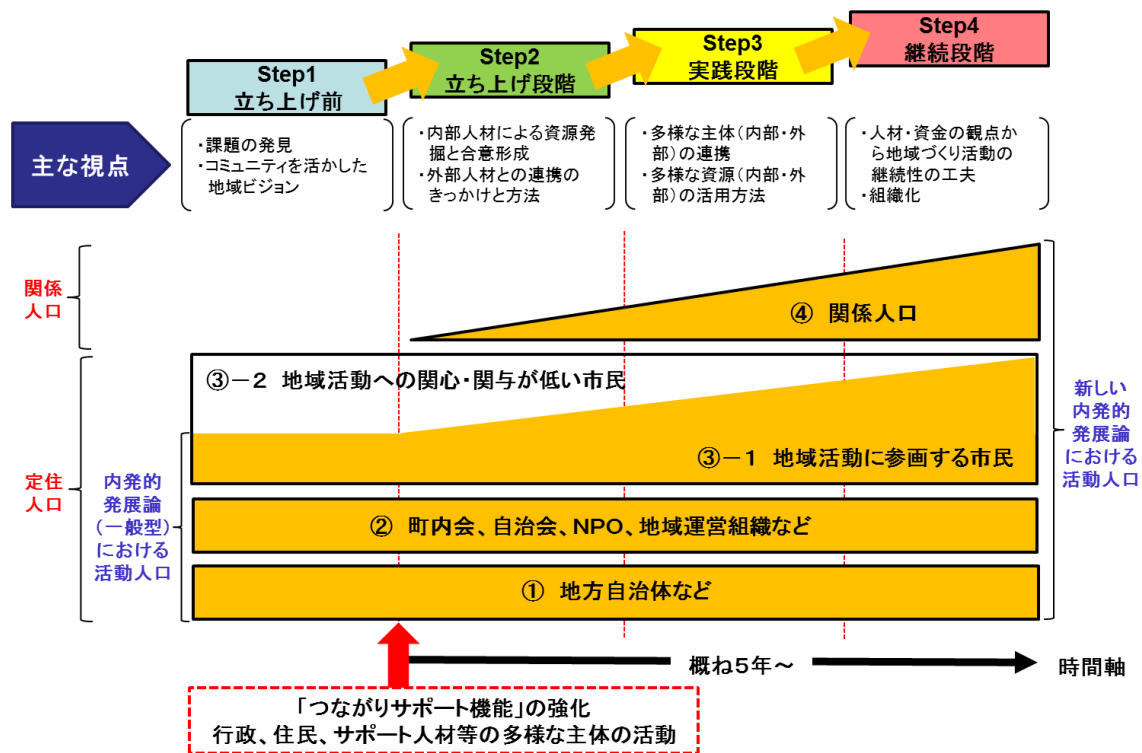 Step1
立ち上げ前
Step2
立ち上げ段階
Step3
実践段階
Step4
継続段階
主な視点
・課題の発見
・コミュニティを活かした
地域ビジョン
・内部人材による資源発
掘と合意形成
・外部人材との連携の
きっかけと方法
・多様な主体(内部・外
部)の連携
・多様な資源(内部・外
部)の活用方法
・人材・資金の観点か
ら地域づくり活動の
継続性の工夫
・組織化
関係
人口
④ 関係人口
定住
人口
内発的
発展論
(一般型)
における
活動人口
③-2 地域活動への関心・関与が低い市民
③-1 地域活動に参画する市民
② 町内会、自治会、NPO、地域運営組織など
① 地方自治体など
新しい
内発的
発展論
における
活動人口
概ね5年~
時間軸
「つながりサポート機能」の強化
行政、住民、サポート人材等の多様な主体の活動